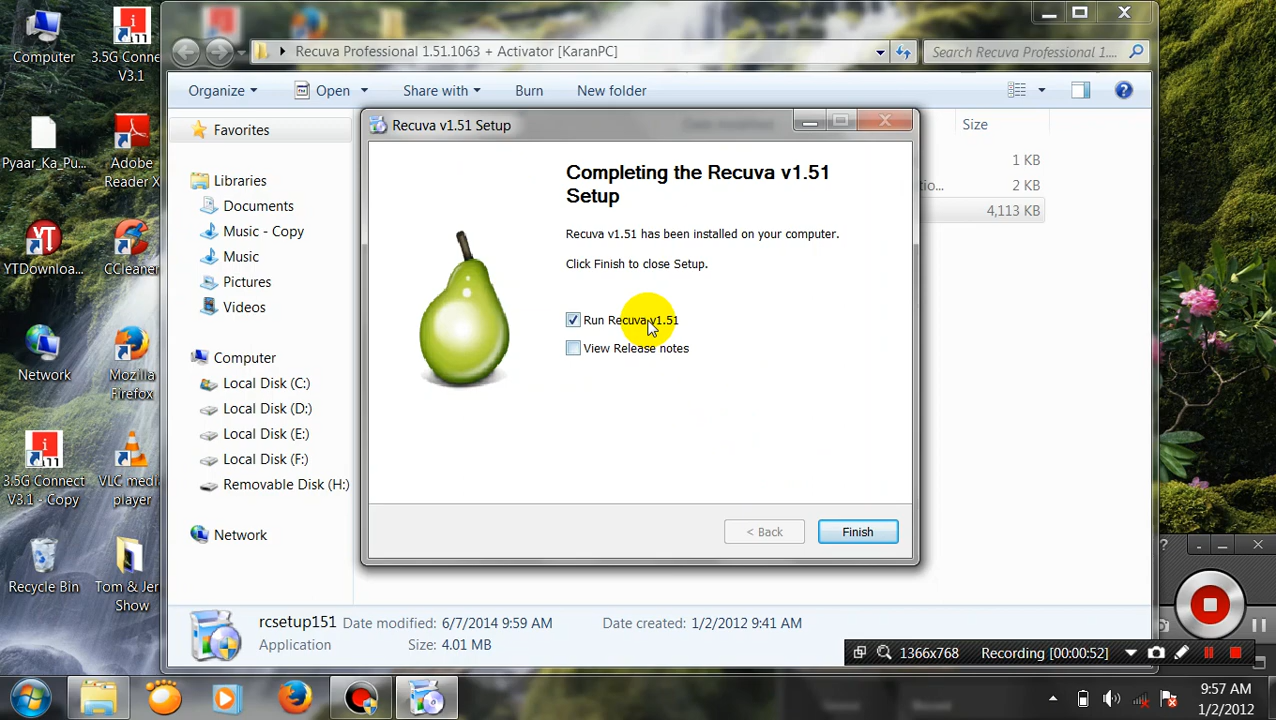 Computer
3.5G Connect
V3.1
Pyaar_Ka_Pu...
Adobe
Reader X
YTDownloa...
CCleaner
Network
Mozilla
Firefox
3.5G Connect
V3.1 - Copy
VLC media
player
Recycle Bin
Tom & Jer
Show
Recuva Professional 1.51.1063 + Activator [KaranPC]
Search Recuva Professional 1....
Organize
Open
Share with
Burn
New folder
Favorites
Libraries
Documents
Music - Copy
Music
Pictures
Videos
Computer
Local Disk (C:)
Local Disk (D:)
Local Disk (E:)
Local Disk (F:)
Removable Disk (H:)
Network
Size
1 KB
2 KB
4,113 KB
Recuva v1.51 Setup
Completing the Recuva v1.51
Setup
Recuva v1.51 has been installed on your computer.
Click Finish to close Setup.
Run Recuva v1.51
View Release notes
< Back
Finish
rcsetup151
Date modified: 6/7/2014 9:59 AM
Date created: 1/2/2012 9:41 AM
Application
Size: 4.01 MB
1366x768
Recording [00:00:52]
9:57 AM
1/2/2012